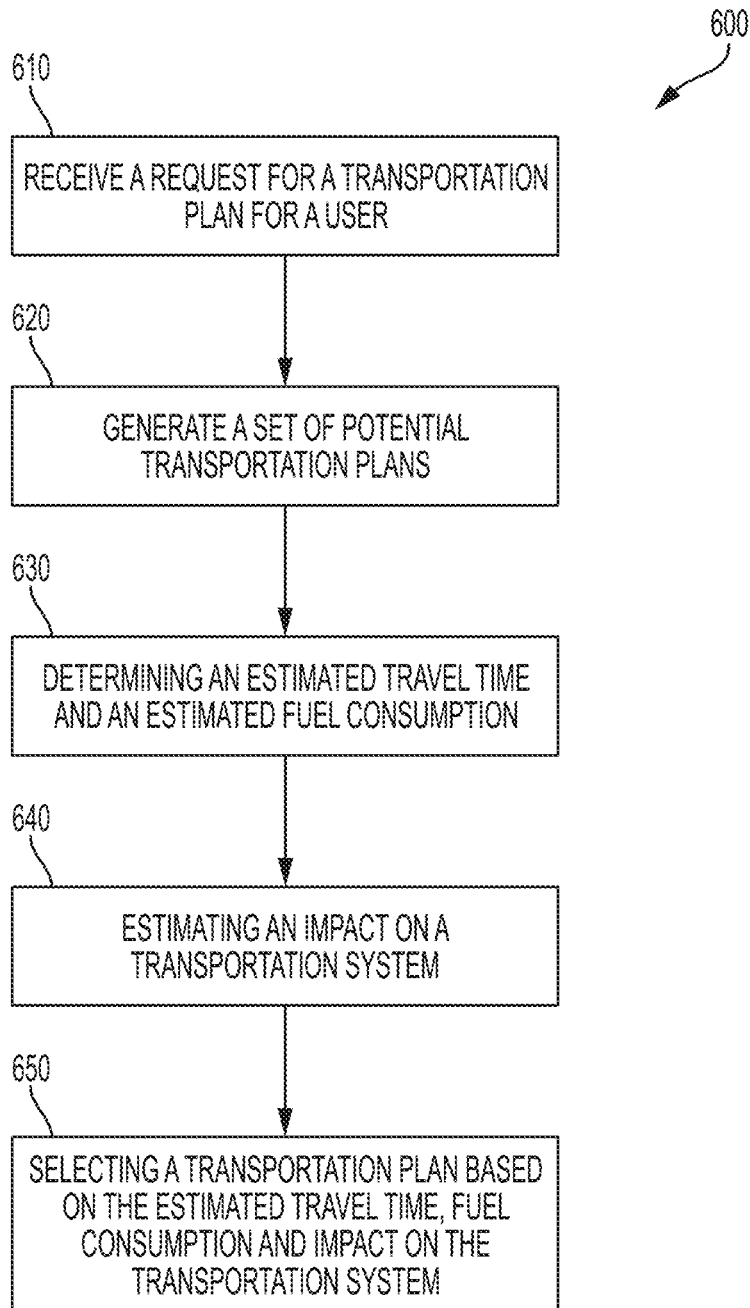 600
610
RECEIVE A REQUEST FOR A TRANSPORTATION
PLAN FOR A USER
620
GENERATE A SET OF POTENTIAL
TRANSPORTATION PLANS
630
DETERMINING AN ESTIMATED TRAVEL TIME
AND AN ESTIMATED FUEL CONSUMPTION
640
ESTIMATING AN IMPACT ON A
TRANSPORTATION SYSTEM
650
SELECTING A TRANSPORTATION PLAN BASED
ON THE ESTIMATED TRAVEL TIME, FUEL
CONSUMPTION AND IMPACT ON THE
TRANSPORTATION SYSTEM